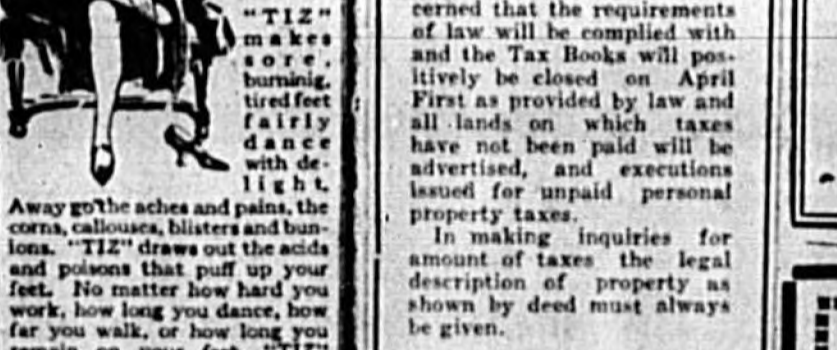 "TIZ"
makes
sore,
burninig,
tired feet
fairly
dance
with de-
light.
Away go the aches and pains, the
corns, callouses, blisters and bun-
ions. "TIZ" draws out the acids
and poisons that puff up your
feet. No matter how hard you
work, how long you dance, how
far you walk, or how long you
remain on your feet, "TIZ"
cerned that the requirements
of law will be complied with
and the Tax Books will pos-
itively be closed on April
First as provided by law and
all lands on which taxes
have not been paid will be
advertised, and executions
issued for unpaid personal
property taxes.
In making inquiries for
amount of taxes the legal
description of property as
shown by deed must always
be given.